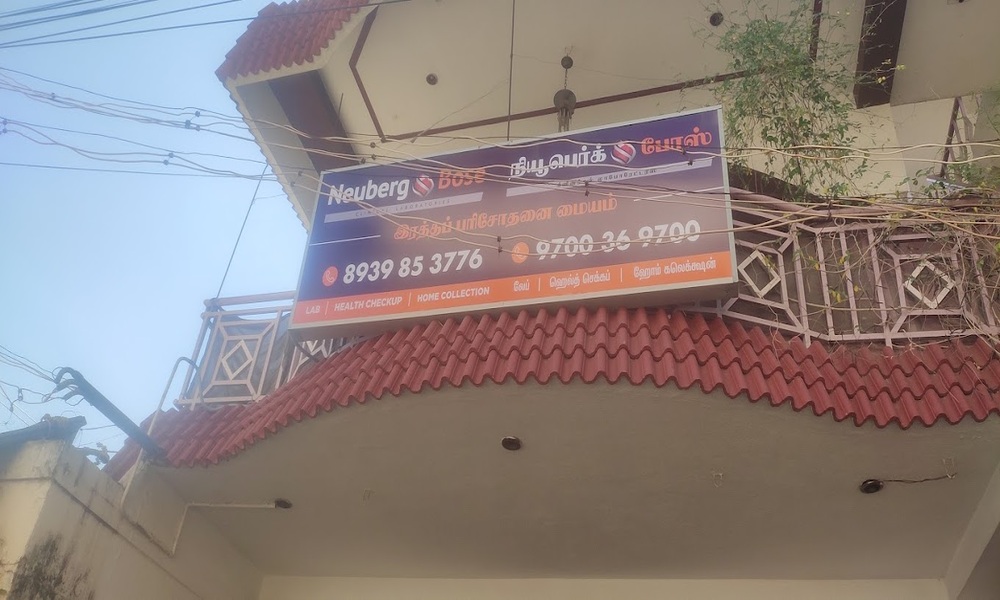 Neuberg Bose நியூபெர்க் போஸ்
இரத்தப் பரிசோதனை மையம்
8939 85 3776 9700 36 9700
LAB | HEALTH CHECKUP | HOME COLLECTION லேப் | ஹெல்த் செக்கப் | ஹோம் கலெக்ஷன்